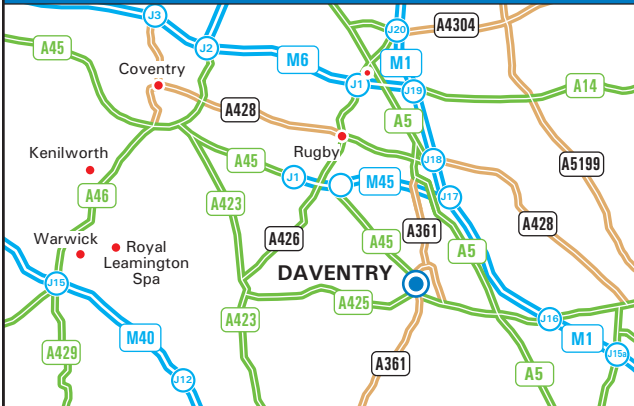 J3
A45
J2
J20
A4304
M6
M1
Coventry
J1
J19
A14
A428
A5
Rugby
Kenilworth
A45
J18
A5199
J1
M45
A46
A423
J17
A428
A426
A361
Warwick
Royal
Leamington
Spa
A45
A5
DAVENTRY
J15
A425
A423
J16
M40
M1
A429
J15a
A361
J12
A5